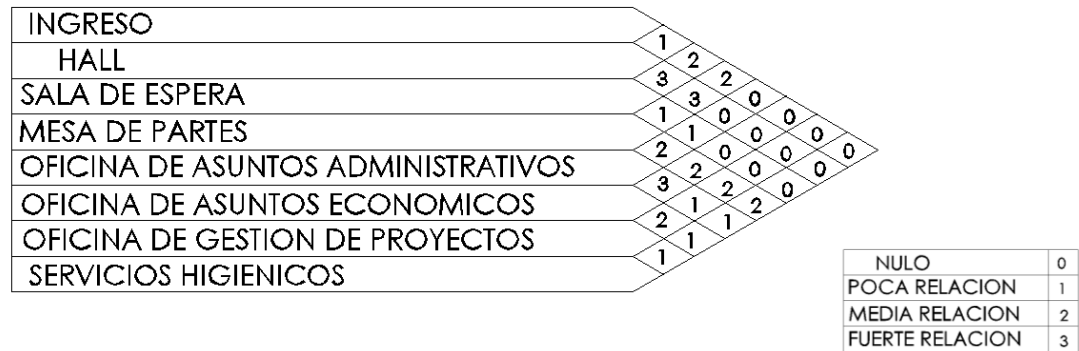 INGRESO
1
HALL 2
3 2
SALA DE ESPERA 3 0
1 0 0
MESA DE PARTES 1 0 0
2 0 0 0
OFICINA DE ASUNTOS ADMINISTRATIVOS 2 0 0
3 2 0
OFICINA DE ASUNTOS ECONOMICOS 1 2
2 1
OFICINA DE GESTION DE PROYECTOS 1
1
SERVICIOS HIGIENICOS
NULO 0
POCA RELACION 1
MEDIA RELACION 2
FUERTE RELACION 3